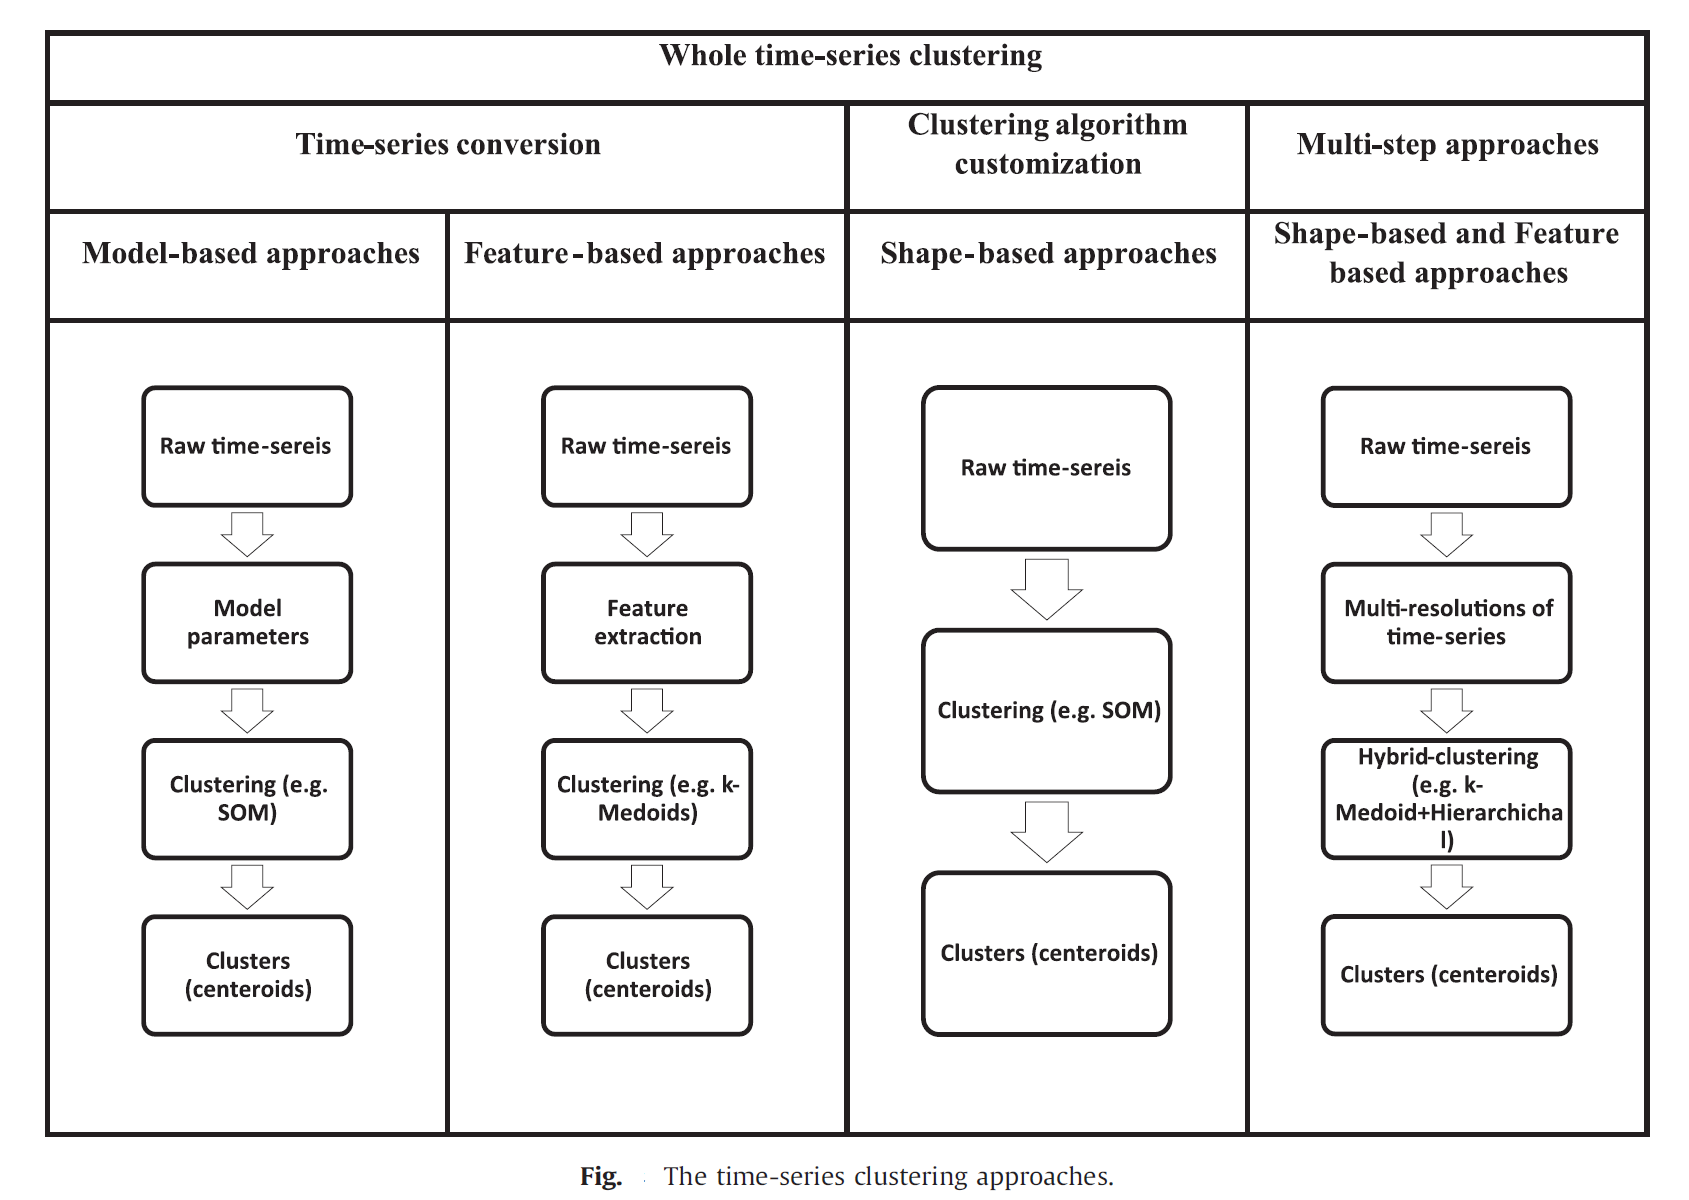 Whole time-series clustering
Time-series conversion
Clustering algorithm
customization
Multi-step approaches
Model-based approaches
Feature-based approaches
Shape-based approaches
Shape-based and Feature
based approaches
Raw time-sereis
Model
parameters
Clustering (e.g.
SOM)
Clusters
(centeroids)
Raw time-sereis
Feature
extraction
Clustering (e.g. k-
Medoids)
Clusters
(centeroids)
Raw time-sereis
Clustering (e.g. SOM)
Clusters (centeroids)
Raw time-sereis
Multi-resolutions of
time-series
Hybrid-clustering
(e.g. k-
Medoid+Hierarchicha
l)
Clusters (centeroids)
Fig. The time-series clustering approaches.